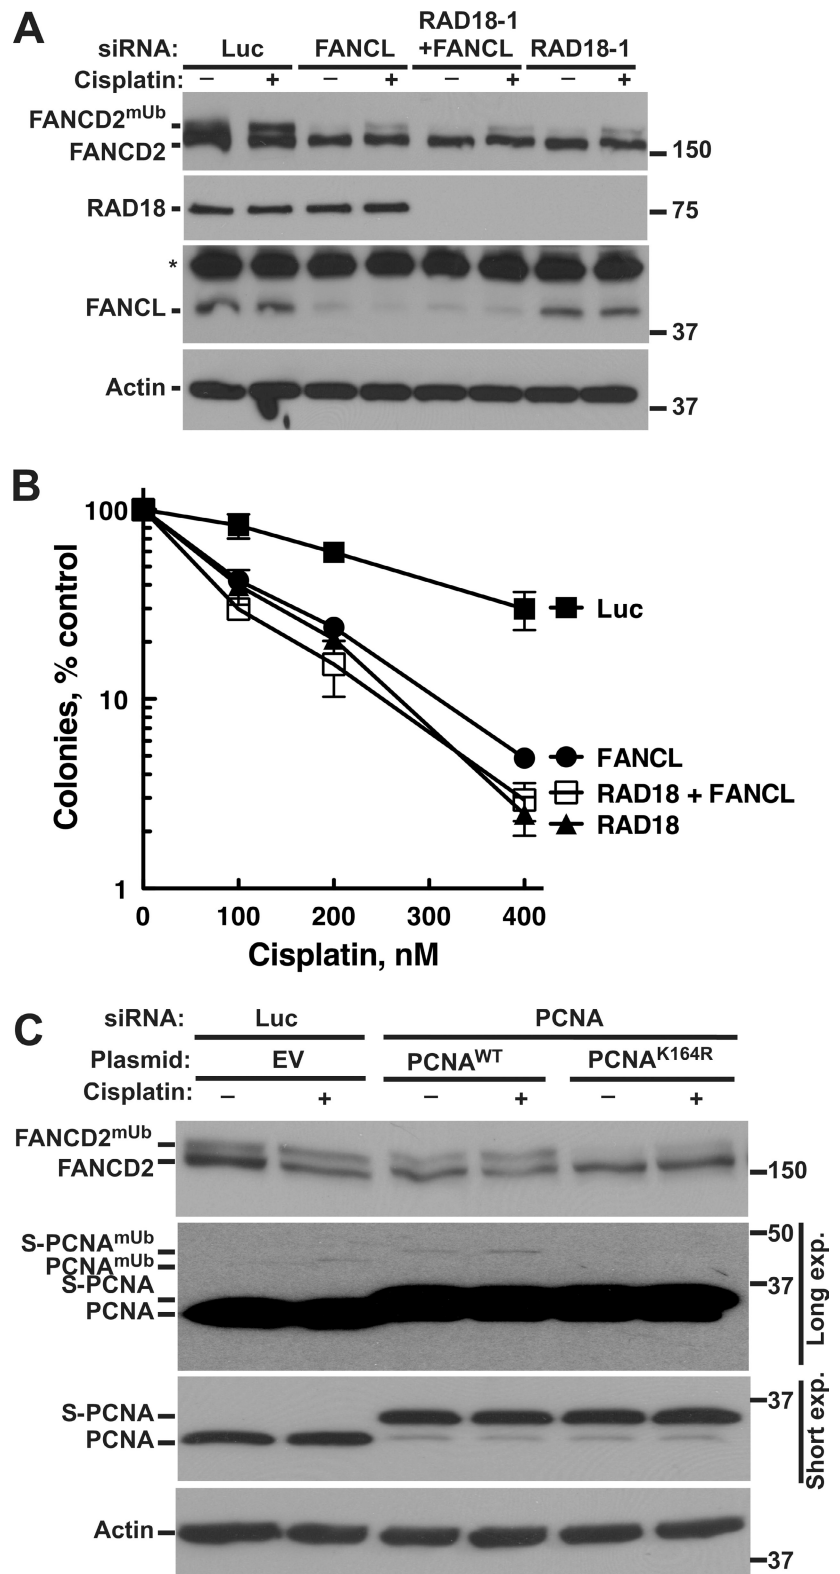 A
RAD18-1
siRNA: Luc FANCL +FANCL RAD18-1
Cisplatin: – + – + – + – +
FANCD2mUb
FANCD2
150
RAD18
75
*
FANCL
37
Actin
37
B
Colonies, % control
100
10
1
0 100 200 300 400
Cisplatin, nM
Luc
FANCL
RAD18 + FANCL
RAD18
C
siRNA: Luc PCNA
Plasmid: EV PCNAWT PCNAK164R
Cisplatin: – + – + – +
FANCD2mUb
FANCD2
150
S-PCNAmUb
PCNAmUb
S-PCNA
PCNA
50
37
Long exp.
S-PCNA
PCNA
37
Short exp.
Actin
37